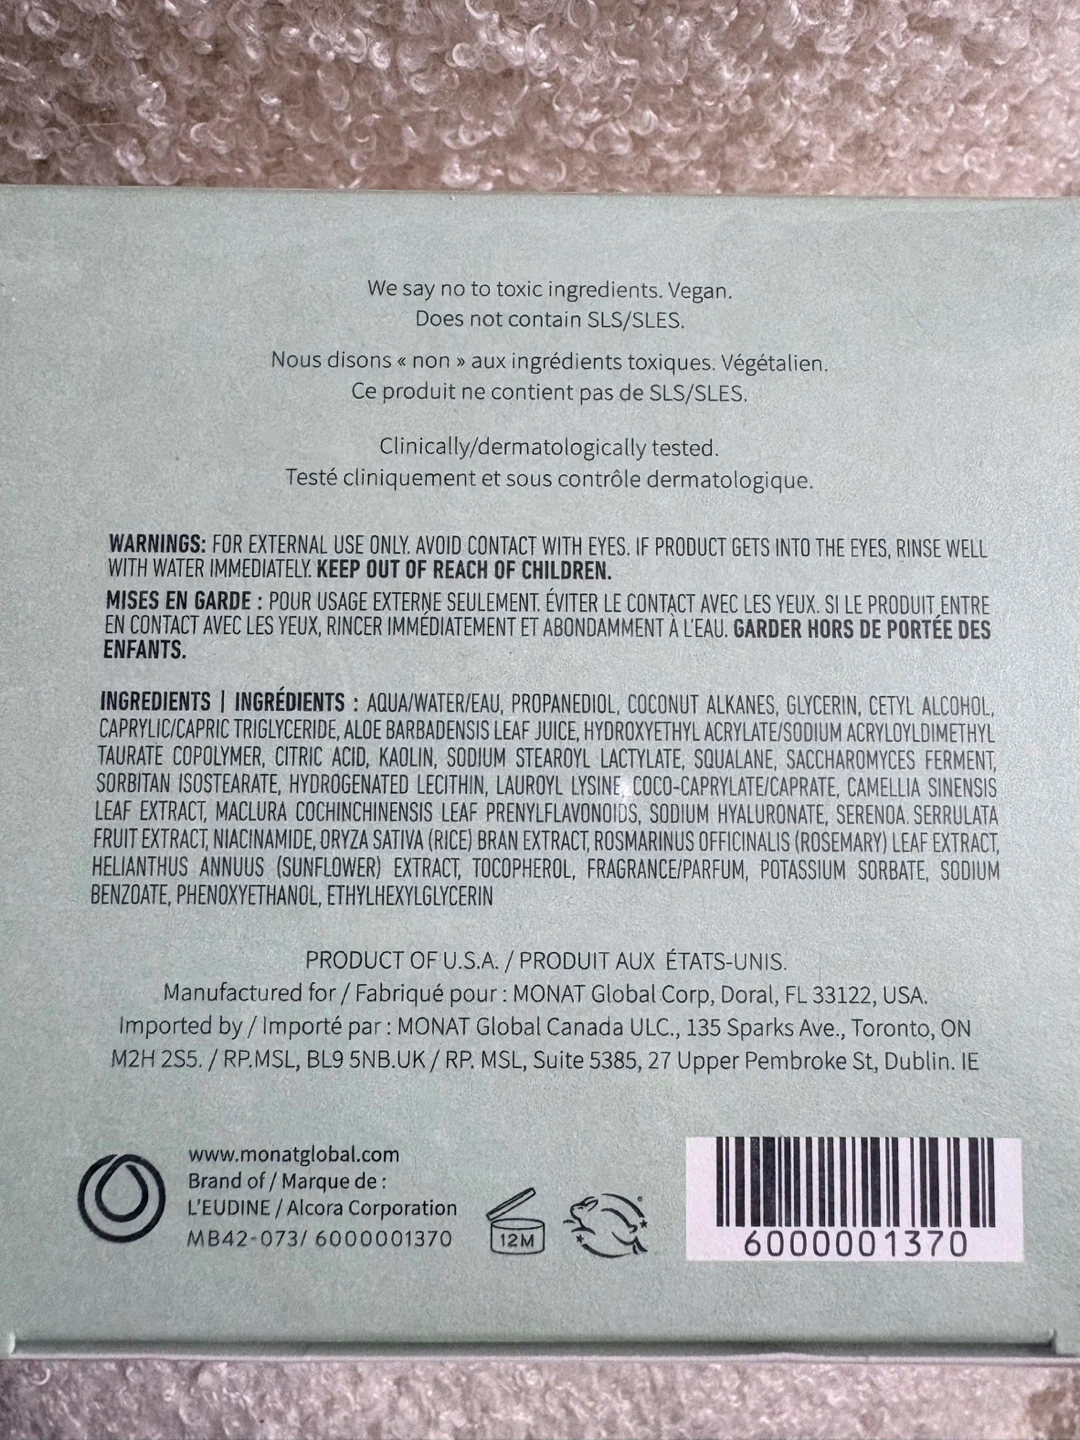 We say no to toxic ingredients. Vegan.
Does not contain SLS/SLES.
Nous disons « non » aux ingrédients toxiques. Végétalien.
Ce produit ne contient pas de SLS/SLES.
Clinically/dermatologically tested.
Testé cliniquement et sous contrôle dermatologique.
WARNINGS: FOR EXTERNAL USE ONLY. AVOID CONTACT WITH EYES. IF PRODUCT GETS INTO THE EYES, RINSE WELL
WITH WATER IMMEDIATELY. KEEP OUT OF REACH OF CHILDREN.
MISES EN GARDE : POUR USAGE EXTERNE SEULEMENT. ÉVITER LE CONTACT AVEC LES YEUX. SI LE PRODUIT ENTRE
EN CONTACT AVEC LES YEUX, RINCER IMMÉDIATEMENT ET ABONDAMMENT À L'EAU. GARDER HORS DE PORTÉE DES
ENFANTS.
INGREDIENTS | INGRÉDIENTS : AQUA/WATER/EAU, PROPANEDIOL, COCONUT ALKANES, GLYCERIN, CETYL ALCOHOL,
CAPRYLIC/CAPRIC TRIGLYCERIDE, ALOE BARBADENSIS LEAF JUICE, HYDROXYETHYL ACRYLATE/SODIUM ACRYLOYLDIMETHYL
TAURATE COPOLYMER, CITRIC ACID, KAOLIN, SODIUM STEAROYL LACTYLATE, SQUALANE, SACCHAROMYCES FERMENT,
SORBITAN ISOSTEARATE, HYDROGENATED LECITHIN, LAUROYL LYSINE, COCO-CAPRYLATE/CAPRATE, CAMELLIA SINENSIS
LEAF EXTRACT, MACLURA COCHINCHINENSIS LEAF PRENYLFLAVONOIDS, SODIUM HYALURONATE, SERENOA SERRULATA
FRUIT EXTRACT, NIACINAMIDE, ORYZA SATIVA (RICE) BRAN EXTRACT, ROSMARINUS OFFICINALIS (ROSEMARY) LEAF EXTRACT,
HELIANTHUS ANNUUS (SUNFLOWER) EXTRACT, TOCOPHEROL, FRAGRANCE/PARFUM, POTASSIUM SORBATE, SODIUM
BENZOATE, PHENOXYETHANOL, ETHYLHEXYLGLYCERIN
PRODUCT OF U.S.A. / PRODUIT AUX ÉTATS-UNIS.
Manufactured for / Fabriqué pour : MONAT Global Corp, Doral, FL 33122, USA.
Imported by / Importé par : MONAT Global Canada ULC., 135 Sparks Ave., Toronto, ON
M2H 2S5. / RP.MSL, BL9 5NB.UK / RP. MSL, Suite 5385, 27 Upper Pembroke St, Dublin. IE
www.monatglobal.com
Brand of / Marque de :
L'EUDINE / Alcora Corporation
MB42-073/ 6000001370
12M
6000001370